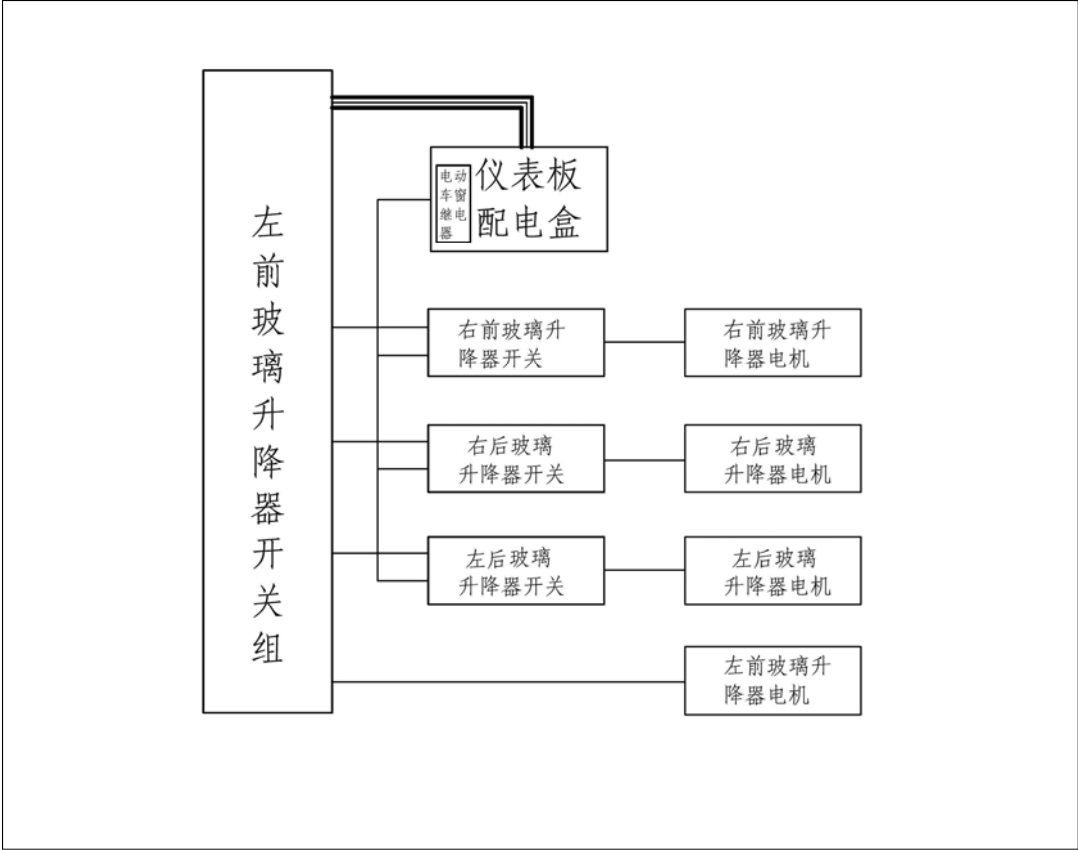 左前玻璃升降器开关组
电动
车窗
继电
器
仪表板
配电盒
右前玻璃升
降器开关
右前玻璃升
降器电机
右后玻璃
升降器开关
右后玻璃
升降器电机
左后玻璃
升降器开关
左后玻璃
升降器电机
左前玻璃升
降器电机